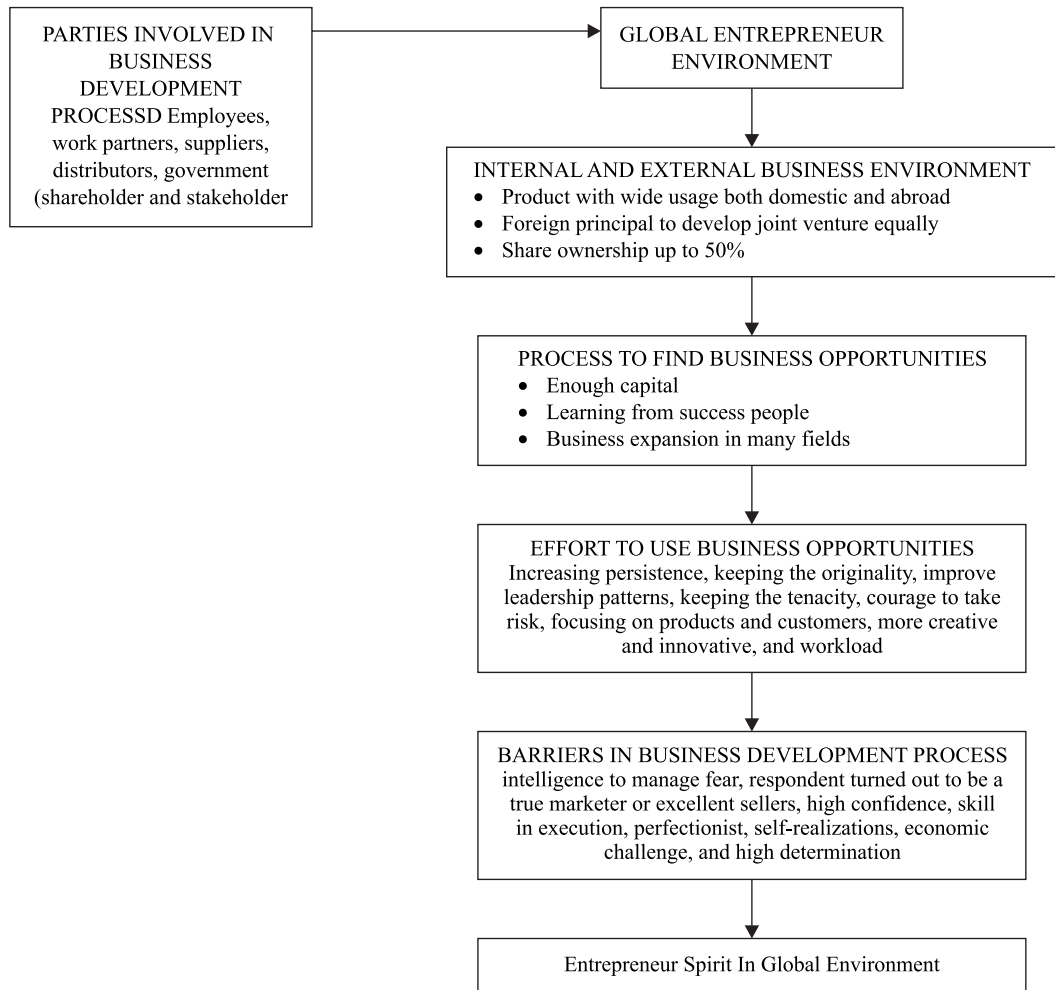 PARTIES INVOLVED IN
BUSINESS
DEVELOPMENT
PROCESSD Employees,
work partners, suppliers,
distributors, government
(shareholder and stakeholder
GLOBAL ENTREPRENEUR
ENVIRONMENT
INTERNAL AND EXTERNAL BUSINESS ENVIRONMENT
• Product with wide usage both domestic and abroad
• Foreign principal to develop joint venture equally
• Share ownership up to 50%
PROCESS TO FIND BUSINESS OPPORTUNITIES
• Enough capital
• Learning from success people
• Business expansion in many fields
EFFORT TO USE BUSINESS OPPORTUNITIES
Increasing persistence, keeping the originality, improve
leadership patterns, keeping the tenacity, courage to take
risk, focusing on products and customers, more creative
and innovative, and workload
BARRIERS IN BUSINESS DEVELOPMENT PROCESS
intelligence to manage fear, respondent turned out to be a
true marketer or excellent sellers, high confidence, skill
in execution, perfectionist, self-realizations, economic
challenge, and high determination
Entrepreneur Spirit In Global Environment